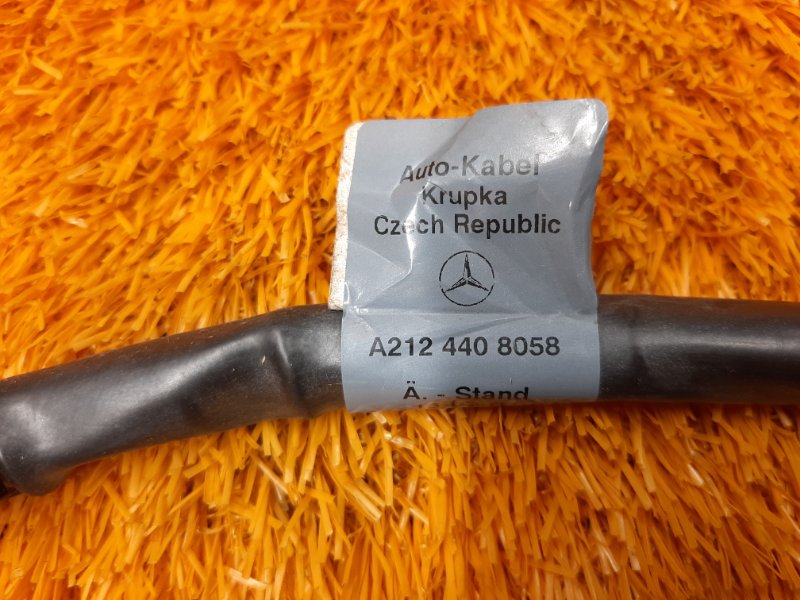 Auto-Kabel
Krupka
Czech Republic
A212 440 8058
Ä. - Stand